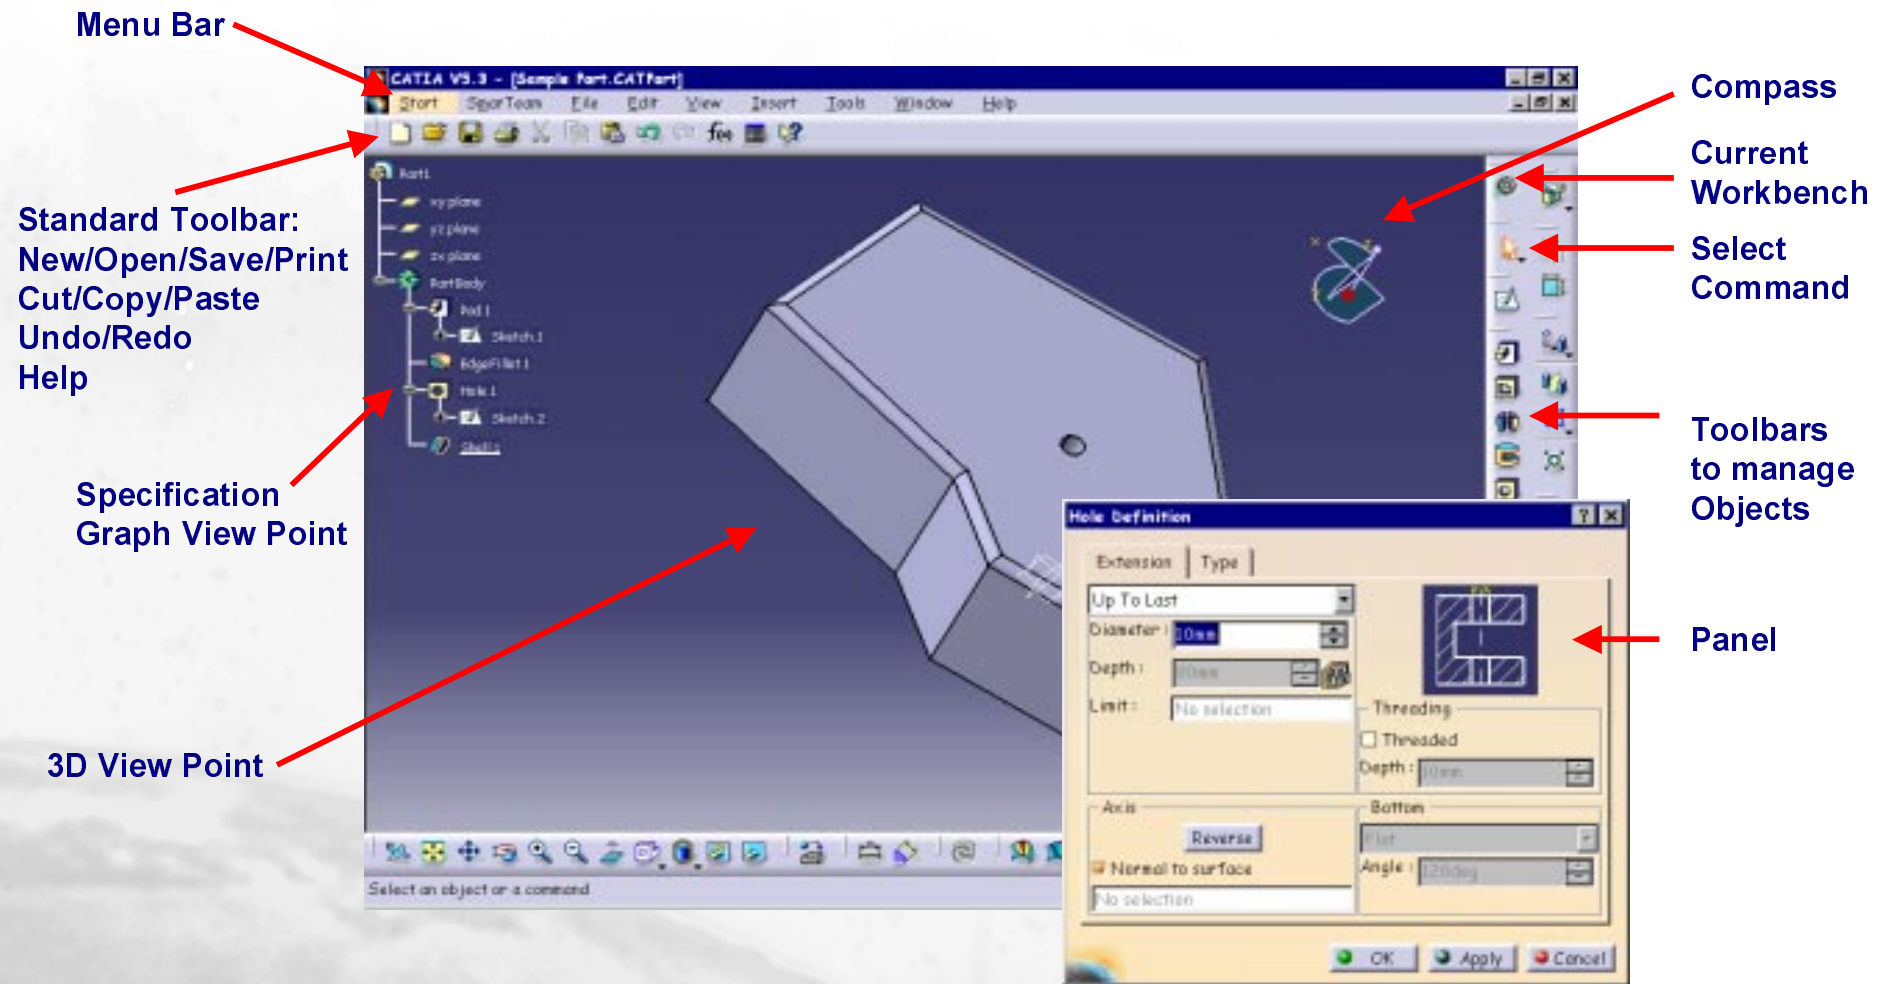 Menu Bar
CATIA V5.3 - [Sample Part.CATPart]
Start SmarTeam File Edit View Insert Tools Window Help
Compass
Current
Workbench
Select
Command
Standard Toolbar:
New/Open/Save/Print
Cut/Copy/Paste
Undo/Redo
Help
Part1
xy plane
yz plane
zx plane
PartBody
Pad.1
Sketch.1
EdgeFillet.1
Hole.1
Sketch.2
Shell.1
Toolbars
to manage
Objects
Specification
Graph View Point
Hole Definition
Extension Type
Up To Last
Diameter : 10mm
Depth :
Limit : No selection
Threading
Threaded
Depth : 10mm
Panel
3D View Point
Axis
Reverse
Normal to surface
No selection
Bottom
Flat
Angle : 120deg
OK Apply Cancel
Select an object or a command